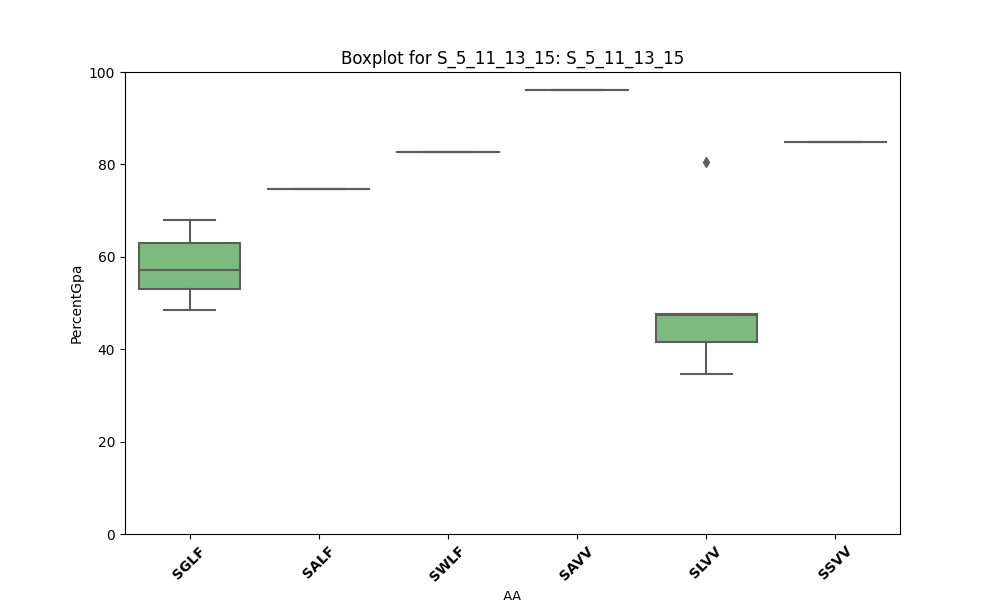 Boxplot for S_5_11_13_15: S_5_11_13_15
100
80
60
40
20
0
PercentGpa
SGLF
SALF
SWLF
SAVV
SLVV
SSVV
AA